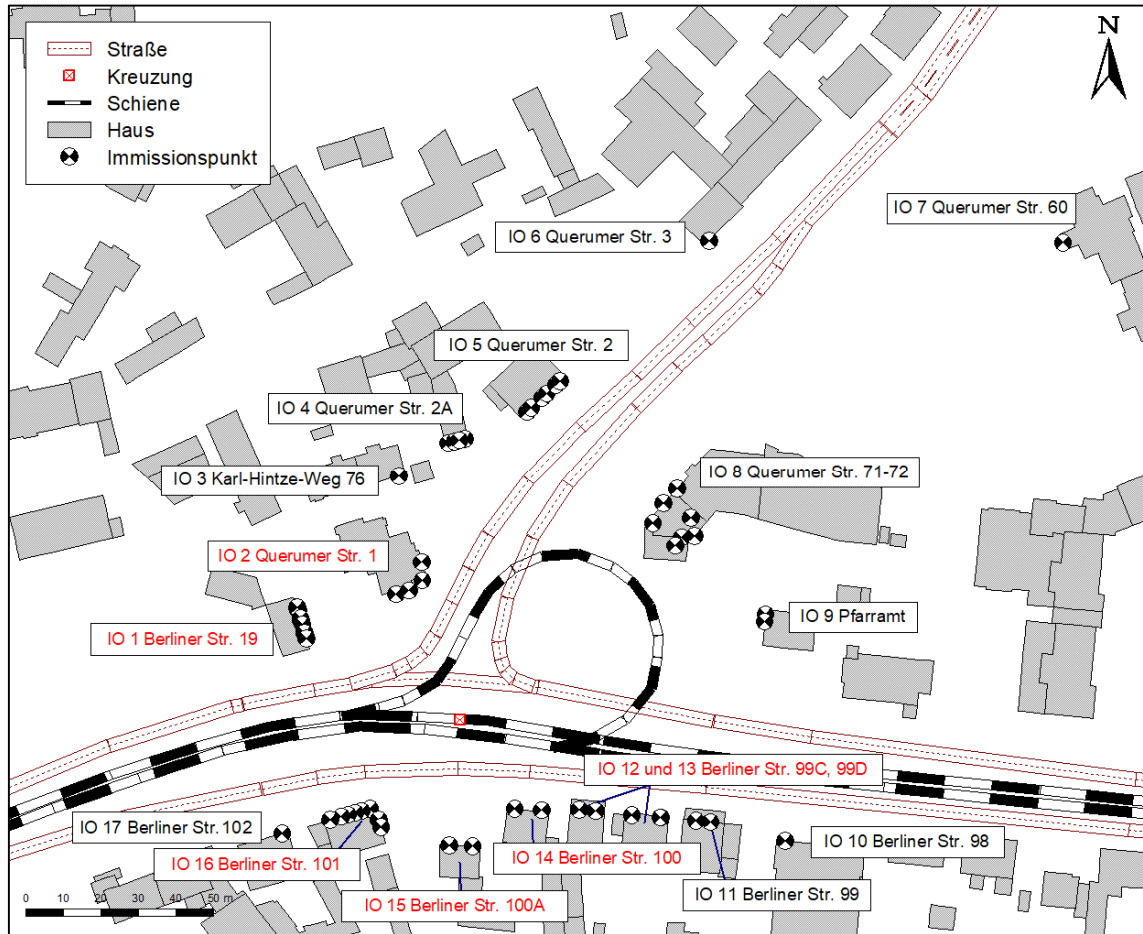 Straße
Kreuzung
Schiene
Haus
Immissionspunkt
N
IO 7 Querumer Str. 60
IO 6 Querumer Str. 3
IO 5 Querumer Str. 2
IO 4 Querumer Str. 2A
IO 3 Karl-Hintze-Weg 76
IO 8 Querumer Str. 71-72
IO 2 Querumer Str. 1
IO 9 Pfarramt
IO 1 Berliner Str. 19
IO 12 und 13 Berliner Str. 99C, 99D
IO 17 Berliner Str. 102
IO 10 Berliner Str. 98
IO 16 Berliner Str. 101
IO 14 Berliner Str. 100
IO 11 Berliner Str. 99
IO 15 Berliner Str. 100A
0 10 20 30 40 50 m